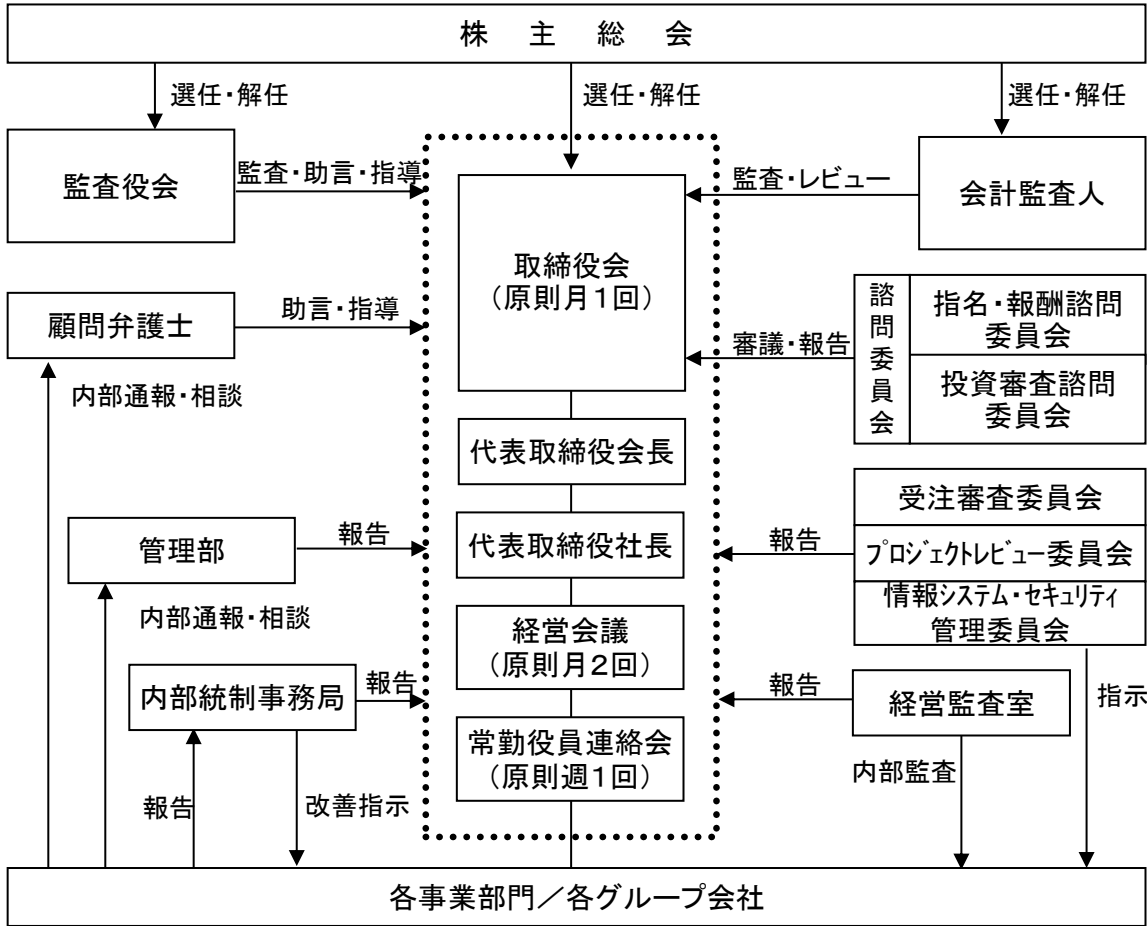 株 主 総 会
選任・解任
選任・解任
選任・解任
監査役会
監査・助言・指導
監査・レビュー
会計監査人
取締役会
（原則月1回）
顧問弁護士
助言・指導
審議・報告
諮問委員会
指名・報酬諮問
委員会
投資審査諮問
委員会
内部通報・相談
代表取締役会長
管理部
報告
代表取締役社長
報告
受注審査委員会
プロジェクトレビュー委員会
情報システム・セキュリティ
管理委員会
内部通報・相談
経営会議
（原則月２回）
内部統制事務局
報告
報告
経営監査室
指示
常勤役員連絡会
（原則週１回）
内部監査
報告
改善指示
各事業部門／各グループ会社